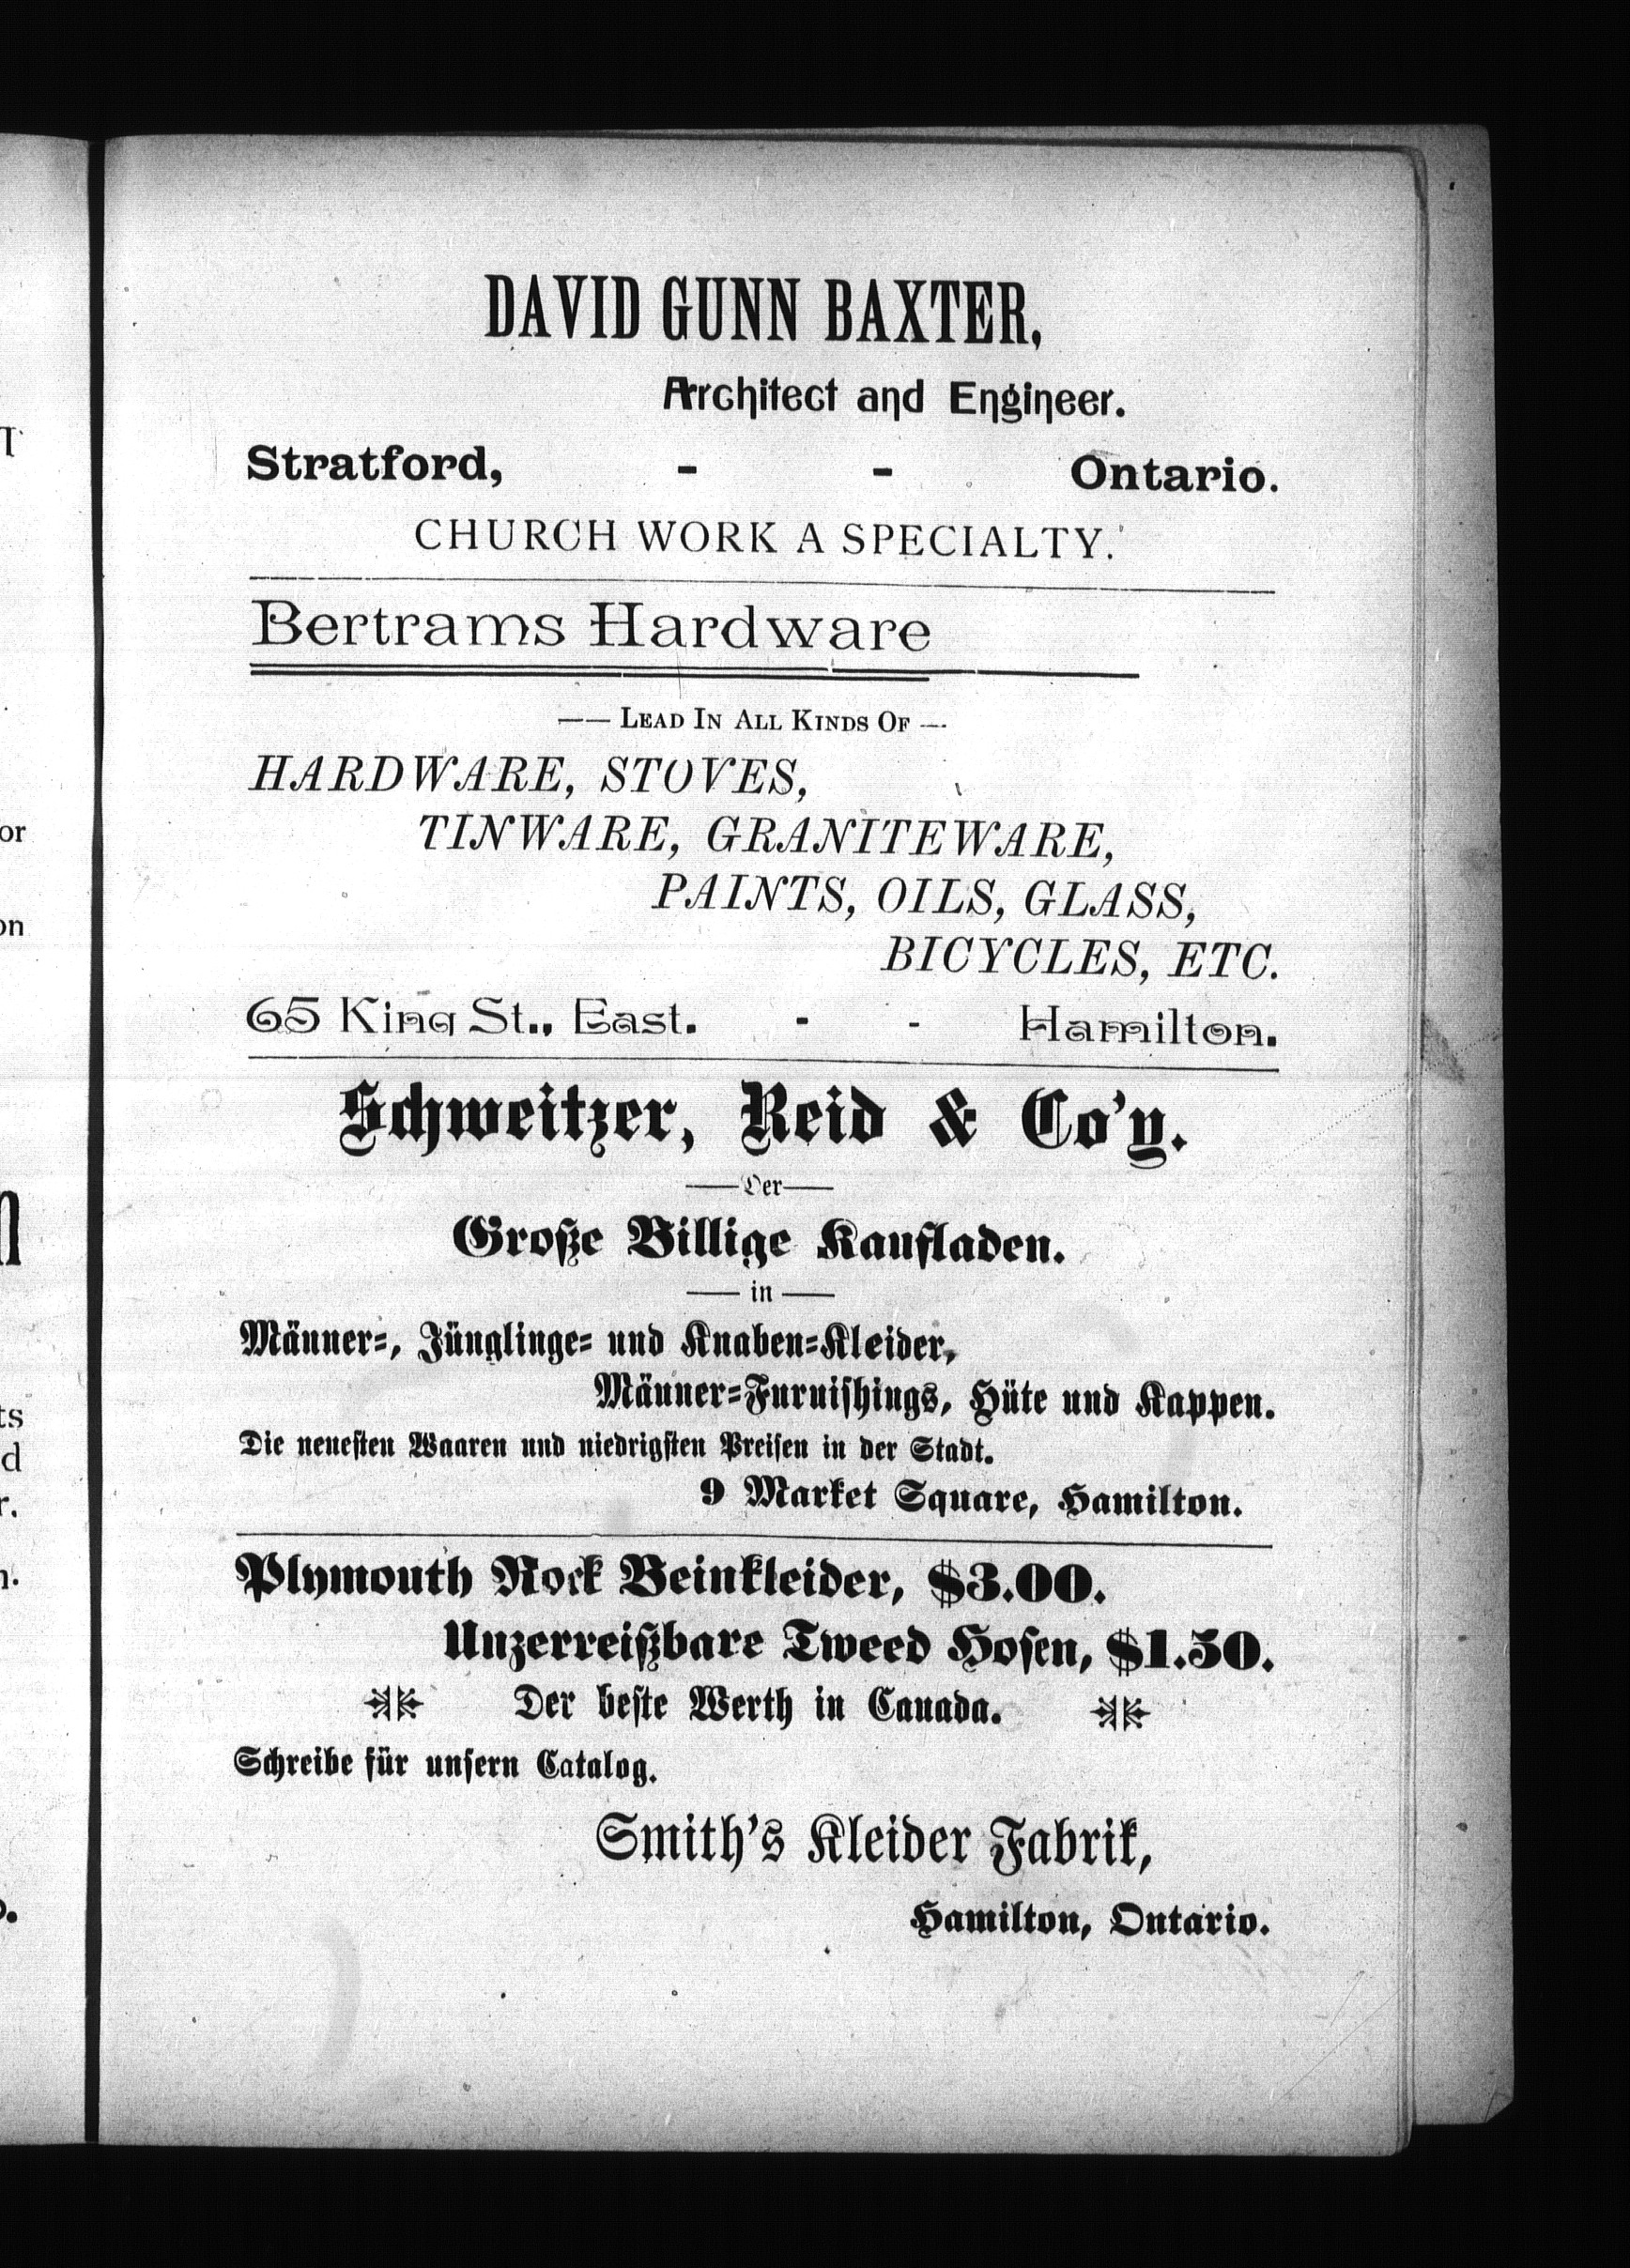 DAVID GUNN BAXTER,
Architect and Engineer.
Stratford, - - Ontario.
CHURCH WORK A SPECIALTY.
Bertrams Hardware
—— LEAD IN ALL KINDS OF —
HARDWARE, STOVES,
TINWARE, GRANITEWARE,
PAINTS, OILS, GLASS,
BICYCLES, ETC.
65 King St., East. - - Hamilton.
Schweitzer, Reid & Co'y.
——Der——
Große Billige Kaufladen.
—— in ——
Männer=, Jünglinge= und Knaben=Kleider,
Männer=Furnishings, Hüte und Kappen.
Die neuesten Waaren und niedrigsten Preisen in der Stadt.
9 Market Square, Hamilton.
Plymouth Rock Beinkleider, $3.00.
Unzerreißbare Tweed Hosen, $1.50.
Der beste Werth in Canada.
Schreibe für unsern Catalog.
Smith's Kleider Fabrik,
Hamilton, Ontario.